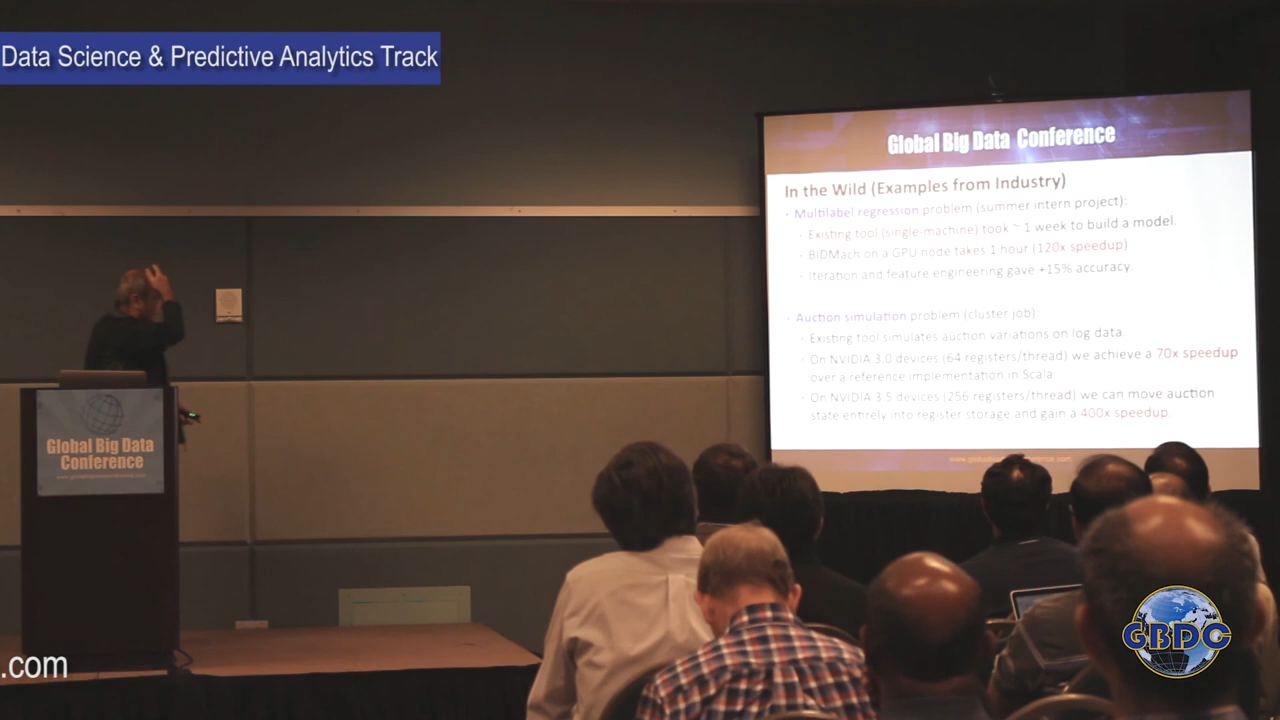 Data Science & Predictive Analytics Track
Global Big Data Conference
In the Wild (Examples from Industry)
- Multilabel regression problem (summer intern project):
- Existing tool (single-machine) took ~ 1 week to build a model.
- BIDMach on a GPU node takes 1 hour (120x speedup)
- Iteration and feature engineering gave +15% accuracy.
- Auction simulation problem (cluster job):
- Existing tool simulates auction variations on log data.
- On NVIDIA 3.0 devices (64 registers/thread) we achieve a 70x speedup
over a reference implementation in Scala
- On NVIDIA 3.5 devices (256 registers/thread) we can move auction
state entirely into register storage and gain a 400x speedup.
Global Big Data
Conference
GBDC
.com